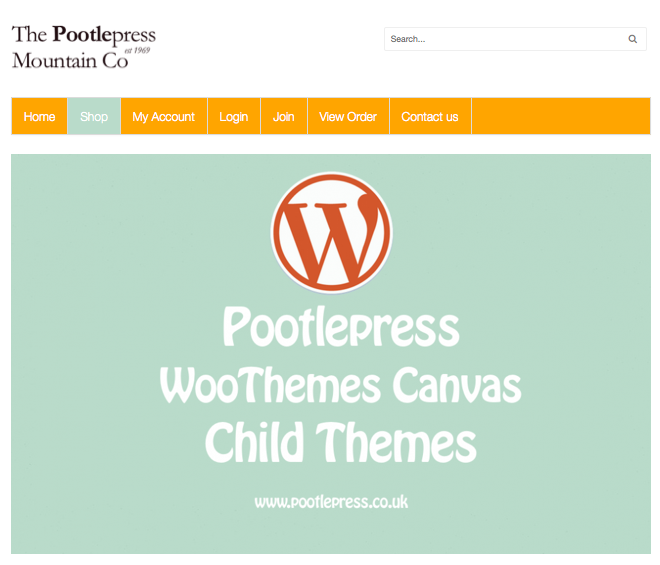 The Pootlepress
est 1969
Mountain Co
Search...
Home Shop My Account Login Join View Order Contact us
W
Pootlepress
WooThemes Canvas
Child Themes
www.pootlepress.co.uk